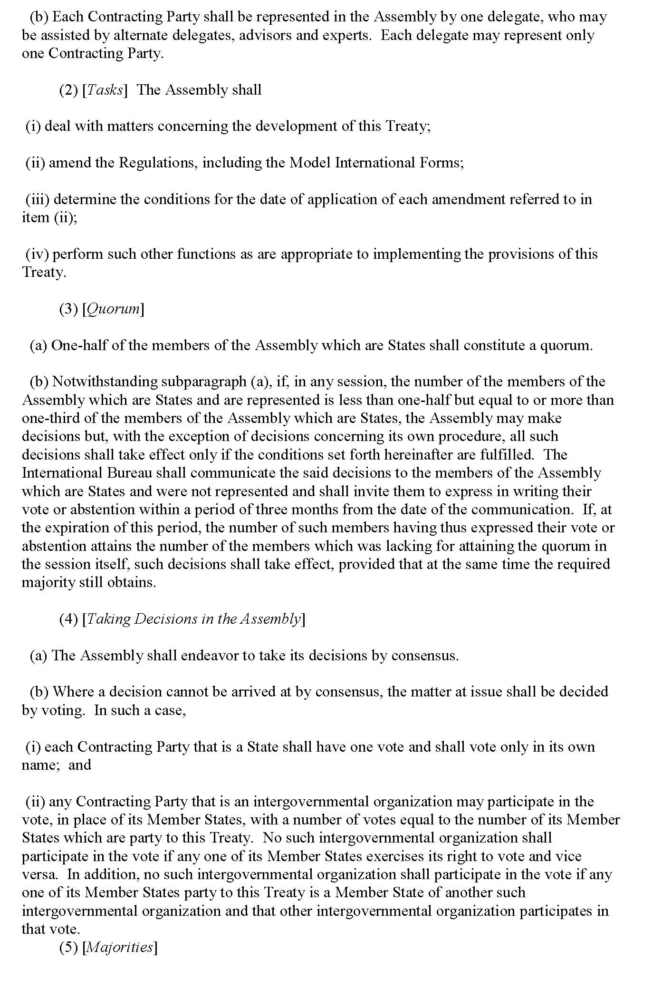 (b) Each Contracting Party shall be represented in the Assembly by one delegate, who may
be assisted by alternate delegates, advisors and experts.  Each delegate may represent only
one Contracting Party.
(2) [Tasks]  The Assembly shall
(i) deal with matters concerning the development of this Treaty;
(ii) amend the Regulations, including the Model International Forms;
(iii) determine the conditions for the date of application of each amendment referred to in
item (ii);
(iv) perform such other functions as are appropriate to implementing the provisions of this
Treaty.
(3) [Quorum]
(a) One-half of the members of the Assembly which are States shall constitute a quorum.
(b) Notwithstanding subparagraph (a), if, in any session, the number of the members of the
Assembly which are States and are represented is less than one-half but equal to or more than
one-third of the members of the Assembly which are States, the Assembly may make
decisions but, with the exception of decisions concerning its own procedure, all such
decisions shall take effect only if the conditions set forth hereinafter are fulfilled.  The
International Bureau shall communicate the said decisions to the members of the Assembly
which are States and were not represented and shall invite them to express in writing their
vote or abstention within a period of three months from the date of the communication.  If, at
the expiration of this period, the number of such members having thus expressed their vote or
abstention attains the number of the members which was lacking for attaining the quorum in
the session itself, such decisions shall take effect, provided that at the same time the required
majority still obtains.
(4) [Taking Decisions in the Assembly]
(a) The Assembly shall endeavor to take its decisions by consensus.
(b) Where a decision cannot be arrived at by consensus, the matter at issue shall be decided
by voting.  In such a case,
(i) each Contracting Party that is a State shall have one vote and shall vote only in its own
name;  and
(ii) any Contracting Party that is an intergovernmental organization may participate in the
vote, in place of its Member States, with a number of votes equal to the number of its Member
States which are party to this Treaty.  No such intergovernmental organization shall
participate in the vote if any one of its Member States exercises its right to vote and vice
versa.  In addition, no such intergovernmental organization shall participate in the vote if any
one of its Member States party to this Treaty is a Member State of another such
intergovernmental organization and that other intergovernmental organization participates in
that vote.
(5) [Majorities]